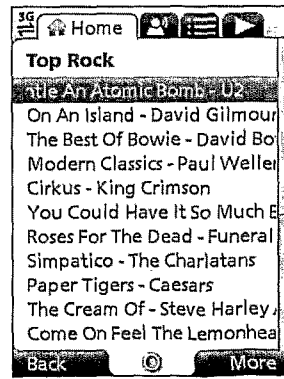 3G Home
Top Rock
ntle An Atomic Bomb - U2
On An Island - David Gilmour
The Best Of Bowie - David Bo
Modern Classics - Paul Weller
Cirkus - King Crimson
You Could Have It So Much B
Roses For The Dead - Funeral
Simpatico - The Charlatans
Paper Tigers - Caesars
The Cream Of - Steve Harley
Come On Feel The Lemonhea
Back More